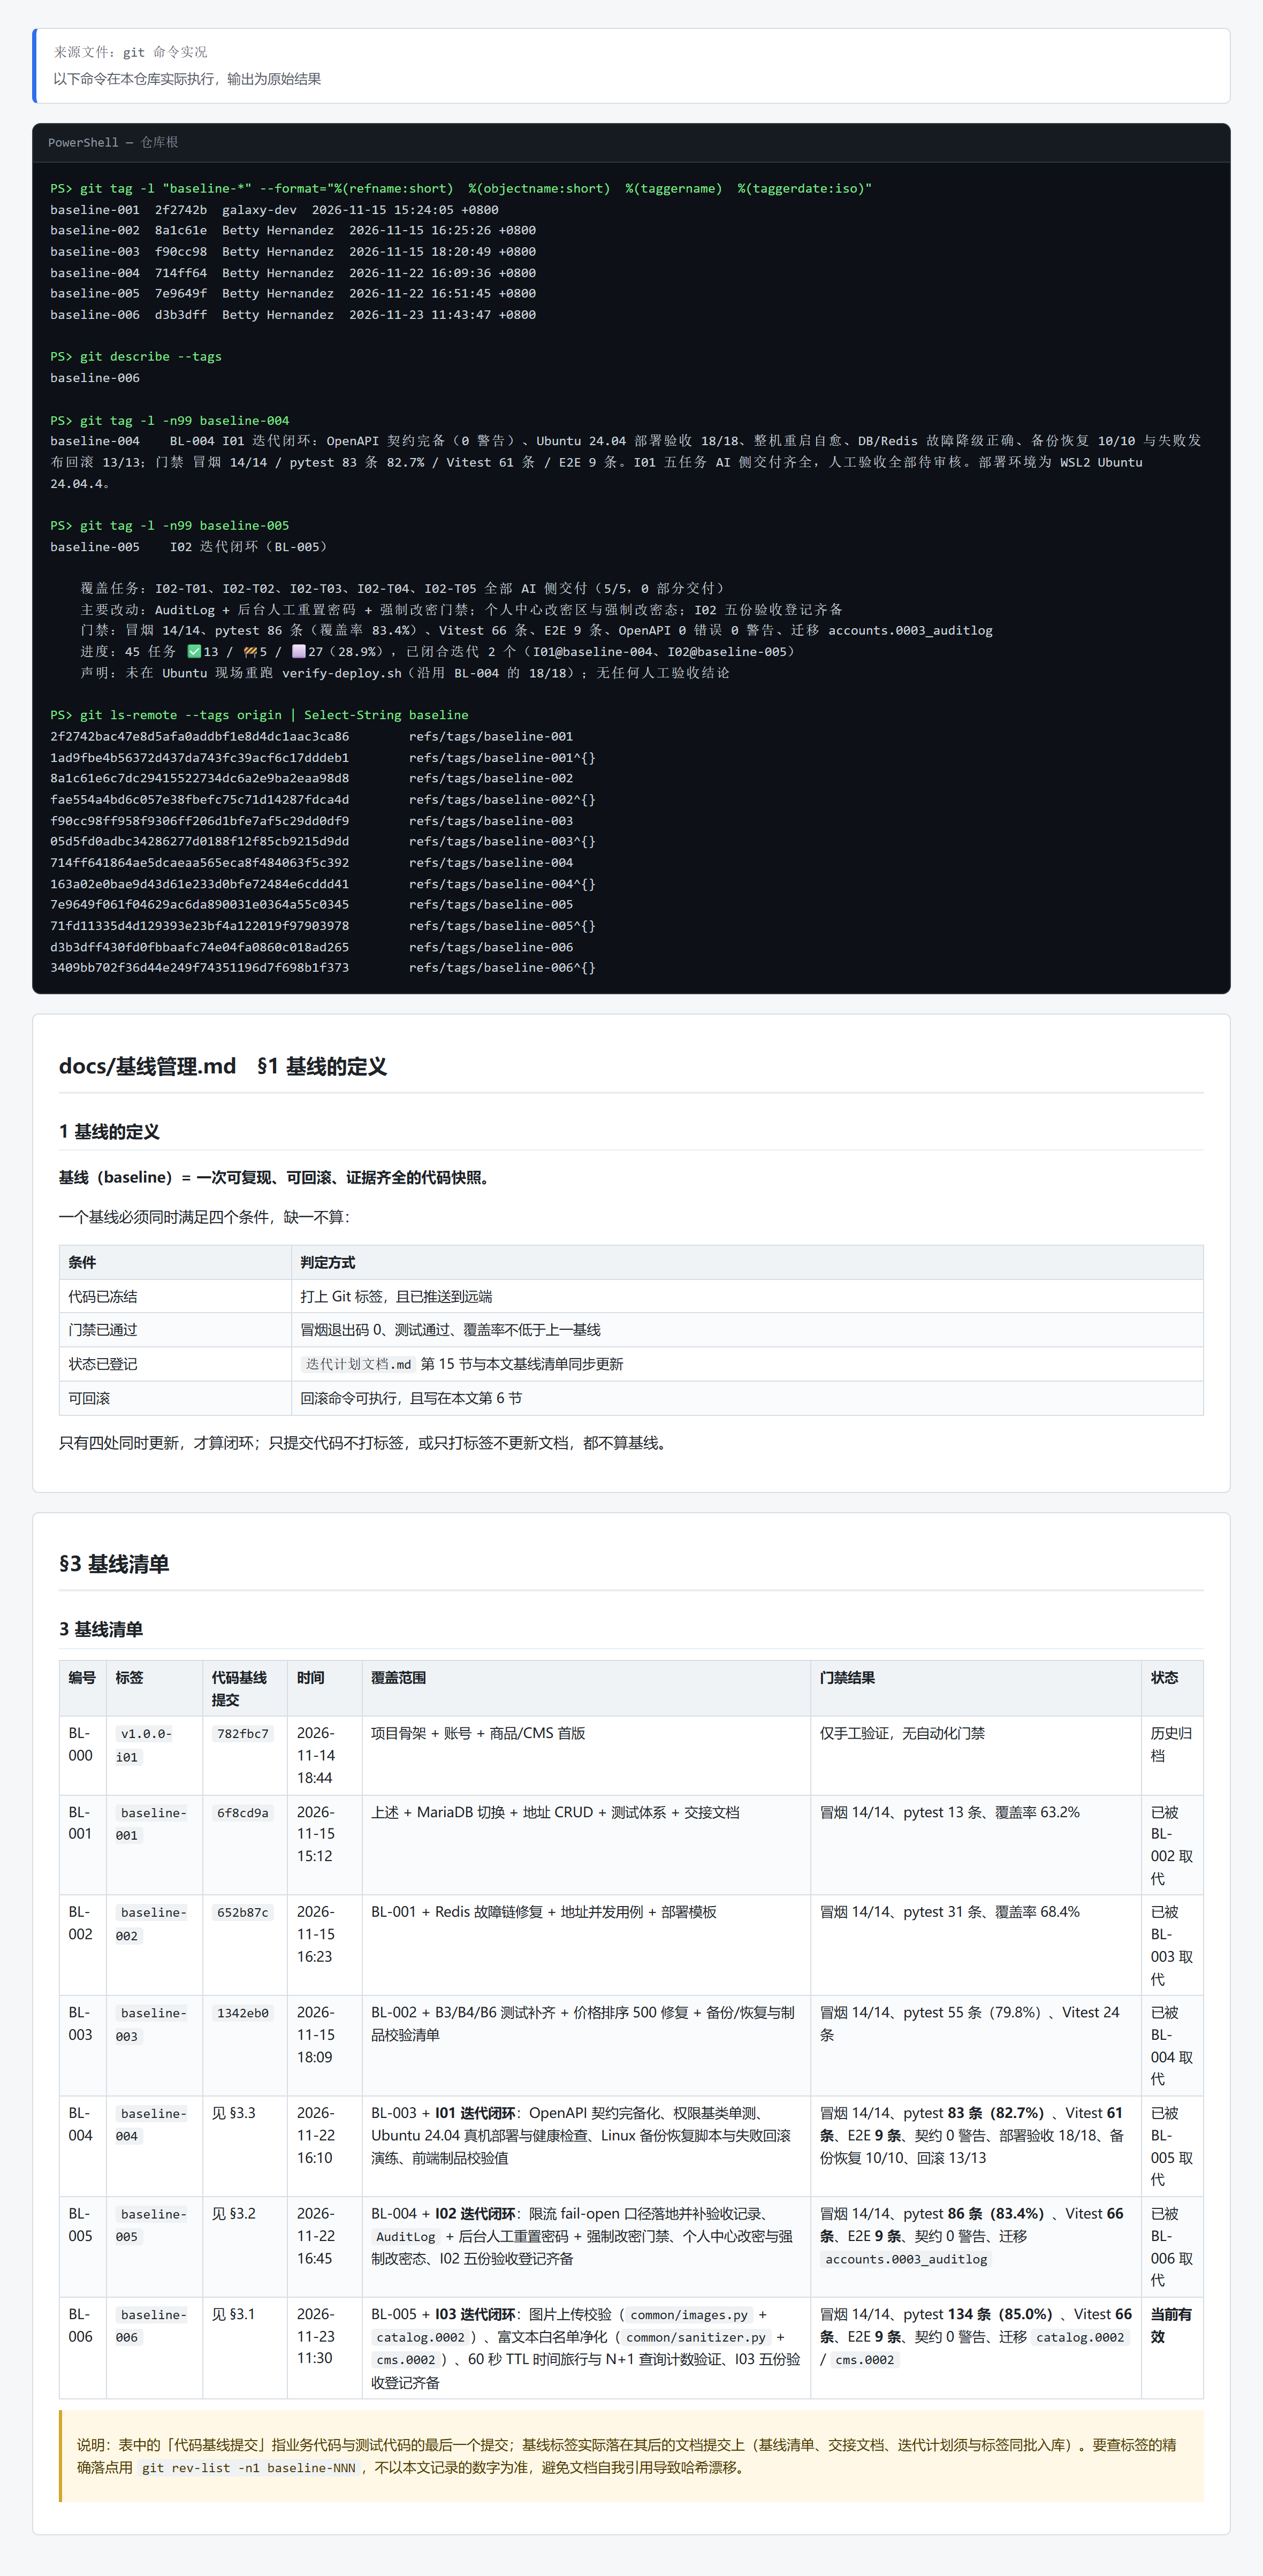 来源文件：git 命令实况
以下命令在本仓库实际执行，输出为原始结果
PowerShell — 仓库根
PS> git tag -l "baseline-*" --format="%(refname:short)  %(objectname:short)  %(taggername)  %(taggerdate:iso)"
baseline-001  2f2742b  galaxy-dev  2026-11-15 15:24:05 +0800
baseline-002  8a1c61e  Betty Hernandez  2026-11-15 16:25:26 +0800
baseline-003  f90cc98  Betty Hernandez  2026-11-15 18:20:49 +0800
baseline-004  714ff64  Betty Hernandez  2026-11-22 16:09:36 +0800
baseline-005  7e9649f  Betty Hernandez  2026-11-22 16:51:45 +0800
baseline-006  d3b3dff  Betty Hernandez  2026-11-23 11:43:47 +0800
PS> git describe --tags
baseline-006
PS> git tag -l -n99 baseline-004
baseline-004    BL-004 I01 迭代闭环：OpenAPI 契约完备（0 警告）、Ubuntu 24.04 部署验收 18/18、整机重启自愈、DB/Redis 故障降级正确、备份恢复 10/10 与失败发
布回滚 13/13；门禁 冒烟 14/14 / pytest 83 条 82.7% / Vitest 61 条 / E2E 9 条。I01 五任务 AI 侧交付齐全，人工验收全部待审核。部署环境为 WSL2 Ubuntu
24.04.4。
PS> git tag -l -n99 baseline-005
baseline-005    I02 迭代闭环（BL-005）
覆盖任务：I02-T01、I02-T02、I02-T03、I02-T04、I02-T05 全部 AI 侧交付（5/5，0 部分交付）
主要改动：AuditLog + 后台人工重置密码 + 强制改密门禁；个人中心改密区与强制改密态；I02 五份验收登记齐备
门禁：冒烟 14/14、pytest 86 条（覆盖率 83.4%）、Vitest 66 条、E2E 9 条、OpenAPI 0 错误 0 警告、迁移 accounts.0003_auditlog
进度：45 任务 ✅13 / 🚧5 / ⬜27（28.9%），已闭合迭代 2 个（I01@baseline-004、I02@baseline-005）
声明：未在 Ubuntu 现场重跑 verify-deploy.sh（沿用 BL-004 的 18/18）；无任何人工验收结论
PS> git ls-remote --tags origin | Select-String baseline
2f2742bac47e8d5afa0addbf1e8d4dc1aac3ca86        refs/tags/baseline-001
1ad9fbe4b56372d437da743fc39acf6c17dddeb1        refs/tags/baseline-001^{}
8a1c61e6c7dc29415522734dc6a2e9ba2eaa98d8        refs/tags/baseline-002
fae554a4bd6c057e38fbefc75c71d14287fdca4d        refs/tags/baseline-002^{}
f90cc98ff958f9306ff206d1bfe7af5c29dd0df9        refs/tags/baseline-003
05d5fd0adbc34286277d0188f12f85cb9215d9dd        refs/tags/baseline-003^{}
714ff641864ae5dcaeaa565eca8f484063f5c392        refs/tags/baseline-004
163a02e0bae9d43d61e233d0bfe72484e6cddd41        refs/tags/baseline-004^{}
7e9649f061f04629ac6da890031e0364a55c0345        refs/tags/baseline-005
71fd11335d4d129393e23bf4a122019f97903978        refs/tags/baseline-005^{}
d3b3dff430fd0fbbaafc74e04fa0860c018ad265        refs/tags/baseline-006
3409bb702f36d44e249f74351196d7f698b1f373        refs/tags/baseline-006^{}
docs/基线管理.md　§1 基线的定义
1 基线的定义
基线（baseline）= 一次可复现、可回滚、证据齐全的代码快照。
一个基线必须同时满足四个条件，缺一不算：
条件 判定方式
代码已冻结 打上 Git 标签，且已推送到远端
门禁已通过 冒烟退出码 0、测试通过、覆盖率不低于上一基线
状态已登记 迭代计划文档.md 第 15 节与本文基线清单同步更新
可回滚 回滚命令可执行，且写在本文第 6 节
只有四处同时更新，才算闭环；只提交代码不打标签，或只打标签不更新文档，都不算基线。
§3 基线清单
3 基线清单
编号 标签 代码基线 时间 覆盖范围 门禁结果 状态
提交
BL- v1.0.0- 782fbc7 2026- 项目骨架 + 账号 + 商品/CMS 首版 仅手工验证，无自动化门禁 历史归
000 i01 11-14 档
18:44
BL- baseline- 6f8cd9a 2026- 上述 + MariaDB 切换 + 地址 CRUD + 测试体系 + 交接文档 冒烟 14/14、pytest 13 条、覆盖率 63.2% 已被
001 001 11-15 BL-
15:12 002 取
代
BL- baseline- 652b87c 2026- BL-001 + Redis 故障链修复 + 地址并发用例 + 部署模板 冒烟 14/14、pytest 31 条、覆盖率 68.4% 已被
002 002 11-15 BL-
16:23 003 取
代
BL- baseline- 1342eb0 2026- BL-002 + B3/B4/B6 测试补齐 + 价格排序 500 修复 + 备份/恢复与制 冒烟 14/14、pytest 55 条（79.8%）、Vitest 24 已被
003 003 11-15 品校验清单 条 BL-
18:09 004 取
代
BL- baseline- 见 §3.3 2026- BL-003 + I01 迭代闭环：OpenAPI 契约完备化、权限基类单测、 冒烟 14/14、pytest 83 条（82.7%）、Vitest 61 已被
004 004 11-22 Ubuntu 24.04 真机部署与健康检查、Linux 备份恢复脚本与失败回滚 条、E2E 9 条、契约 0 警告、部署验收 18/18、备 BL-
16:10 演练、前端制品校验值 份恢复 10/10、回滚 13/13 005 取
代
BL- baseline- 见 §3.2 2026- BL-004 + I02 迭代闭环：限流 fail-open 口径落地并补验收记录、 冒烟 14/14、pytest 86 条（83.4%）、Vitest 66 已被
005 005 11-22 AuditLog + 后台人工重置密码 + 强制改密门禁、个人中心改密与强 条、E2E 9 条、契约 0 警告、迁移 BL-
16:45 制改密态、I02 五份验收登记齐备 accounts.0003_auditlog 006 取
代
BL- baseline- 见 §3.1 2026- BL-005 + I03 迭代闭环：图片上传校验（common/images.py + 冒烟 14/14、pytest 134 条（85.0%）、Vitest 66 当前有
006 006 11-23 catalog.0002）、富文本白名单净化（common/sanitizer.py + 条、E2E 9 条、契约 0 警告、迁移 catalog.0002 效
11:30 cms.0002）、60 秒 TTL 时间旅行与 N+1 查询计数验证、I03 五份验 / cms.0002
收登记齐备
说明：表中的「代码基线提交」指业务代码与测试代码的最后一个提交；基线标签实际落在其后的文档提交上（基线清单、交接文档、迭代计划须与标签同批入库）。要查标签的精
确落点用 git rev-list -n1 baseline-NNN，不以本文记录的数字为准，避免文档自我引用导致哈希漂移。